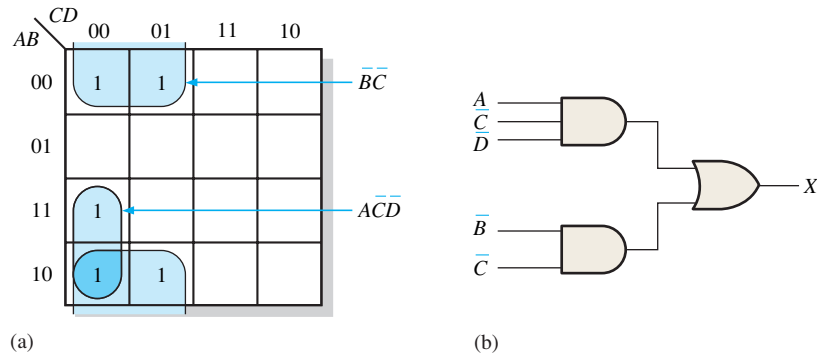 CD
AB
00 01 11 10
00 1 1 B̅C̅
01
11 1 AC̅D̅
10 1 1
(a)
A
C̅
D̅
B̅
C̅
X
(b)